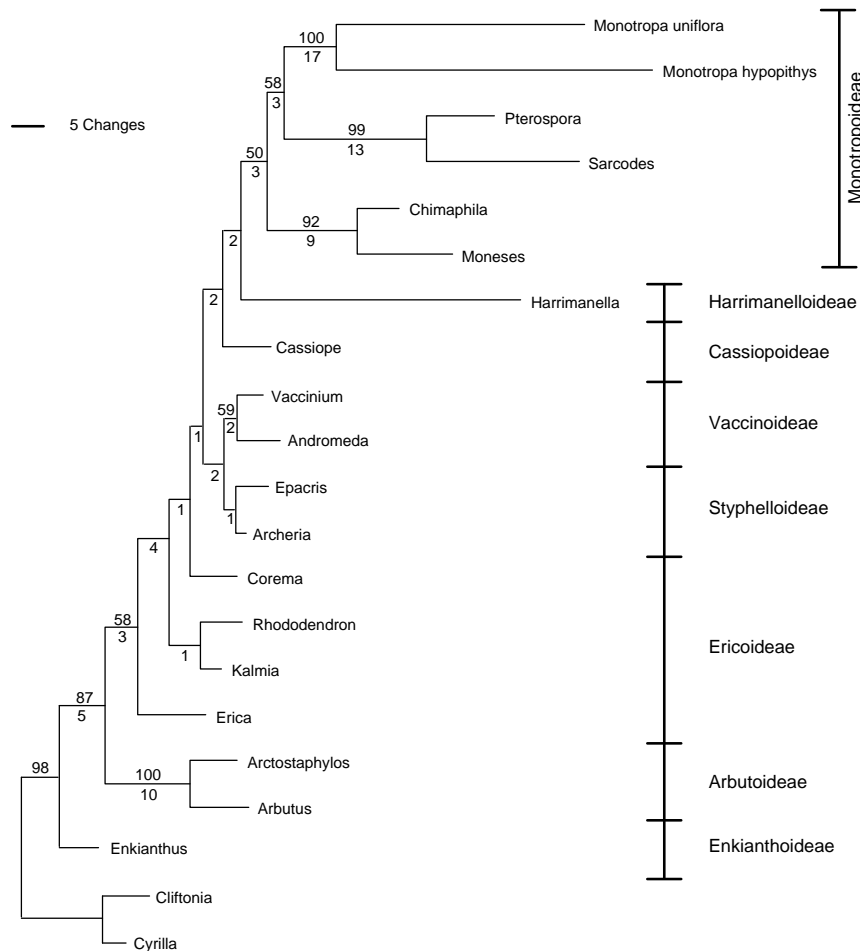 Monotropa uniflora
100
17
Monotropa hypopithys
58
3
Pterospora
5 Changes
99
13
Sarcodes
50
3
Chimaphila
92
9
Moneses
Monotropoideae
2
Harrimanella
Harrimanelloideae
2
Cassiope
Cassiopoideae
Vaccinium
59
2
Andromeda
Vaccinoideae
1
2
Epacris
1
Archeria
Styphelloideae
1
4
Corema
Rhododendron
58
3
1
Kalmia
Ericoideae
Erica
87
5
Arctostaphylos
100
10
Arbutus
Arbutoideae
98
Enkianthus
Enkianthoideae
Cliftonia
Cyrilla